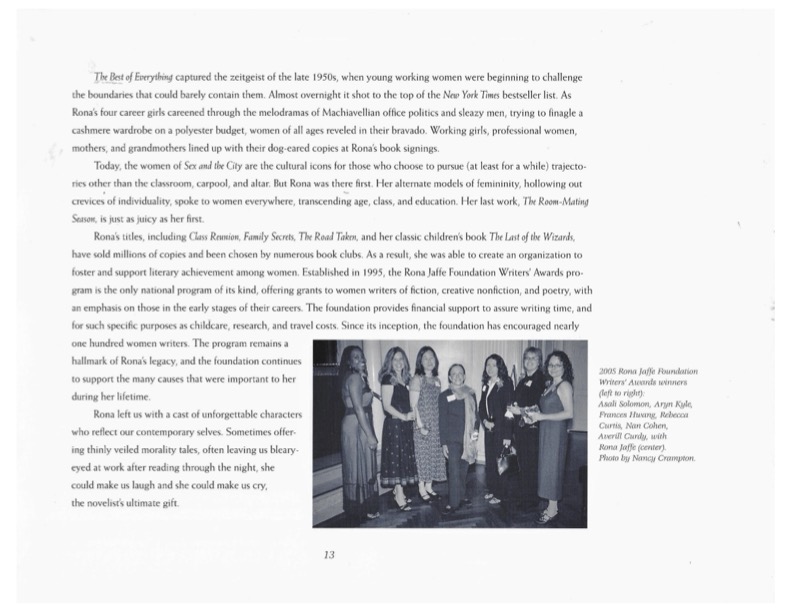 The Best of Everything captured the zeitgeist of the late 1950s, when young working women were beginning to challenge
the boundaries that could barely contain them. Almost overnight it shot to the top of the New York Times bestseller list. As
Rona's four career girls careened through the melodramas of Machiavellian office politics and sleazy men, trying to finagle a
cashmere wardrobe on a polyester budget, women of all ages reveled in their bravado. Working girls, professional women,
mothers, and grandmothers lined up with their dog-eared copies at Rona's book signings.
Today, the women of Sex and the City are the cultural icons for those who choose to pursue (at least for a while) trajecto-
ries other than the classroom, carpool, and altar. But Rona was there first. Her alternate models of femininity, hollowing out
crevices of individuality, spoke to women everywhere, transcending age, class, and education. Her last work, The Room-Mating
Season, is just as juicy as her first.
Rona's titles, including Class Reunion, Family Secrets, The Road Taken, and her classic children's book The Last of the Wizards,
have sold millions of copies and been chosen by numerous book clubs. As a result, she was able to create an organization to
foster and support literary achievement among women. Established in 1995, the Rona Jaffe Foundation Writers' Awards pro-
gram is the only national program of its kind, offering grants to women writers of fiction, creative nonfiction, and poetry, with
an emphasis on those in the early stages of their careers. The foundation provides financial support to assure writing time, and
for such specific purposes as childcare, research, and travel costs. Since its inception, the foundation has encouraged nearly
one hundred women writers. The program remains a
hallmark of Rona's legacy, and the foundation continues
to support the many causes that were important to her
during her lifetime.
Rona left us with a cast of unforgettable characters
who reflect our contemporary selves. Sometimes offer-
ing thinly veiled morality tales, often leaving us bleary-
eyed at work after reading through the night, she
could make us laugh and she could make us cry,
the novelist's ultimate gift.
2005 Rona Jaffe Foundation
Writers' Awards winners
(left to right):
Asali Solomon, Aryn Kyle,
Frances Hwang, Rebecca
Curtis, Nan Cohen,
Averill Curdy, with
Rona Jaffe (center).
Photo by Nancy Crampton.
13